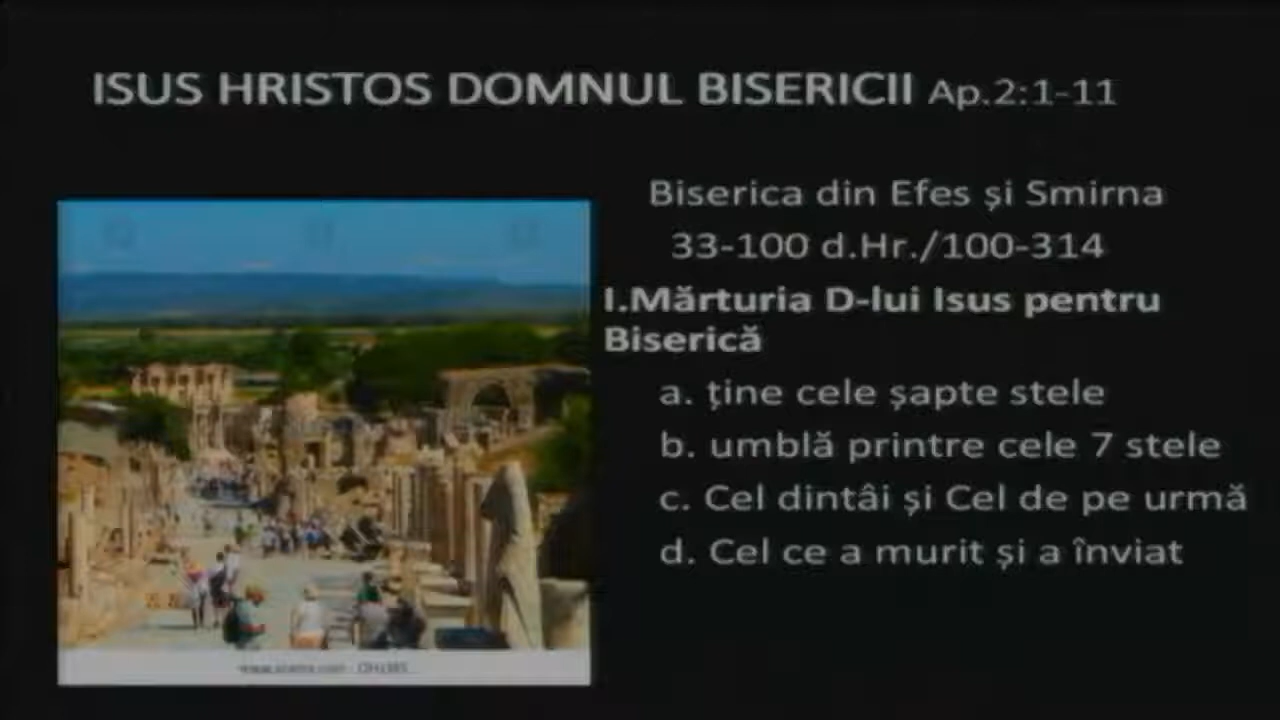 ISUS HRISTOS DOMNUL BISERICII Ap.2:1-11
Biserica din Efes și Smirna
33-100 d.Hr./100-314
I.Mărturia D-lui Isus pentru
Biserică
a. ține cele șapte stele
b. umblă printre cele 7 stele
c. Cel dintâi și Cel de pe urmă
d. Cel ce a murit și a înviat